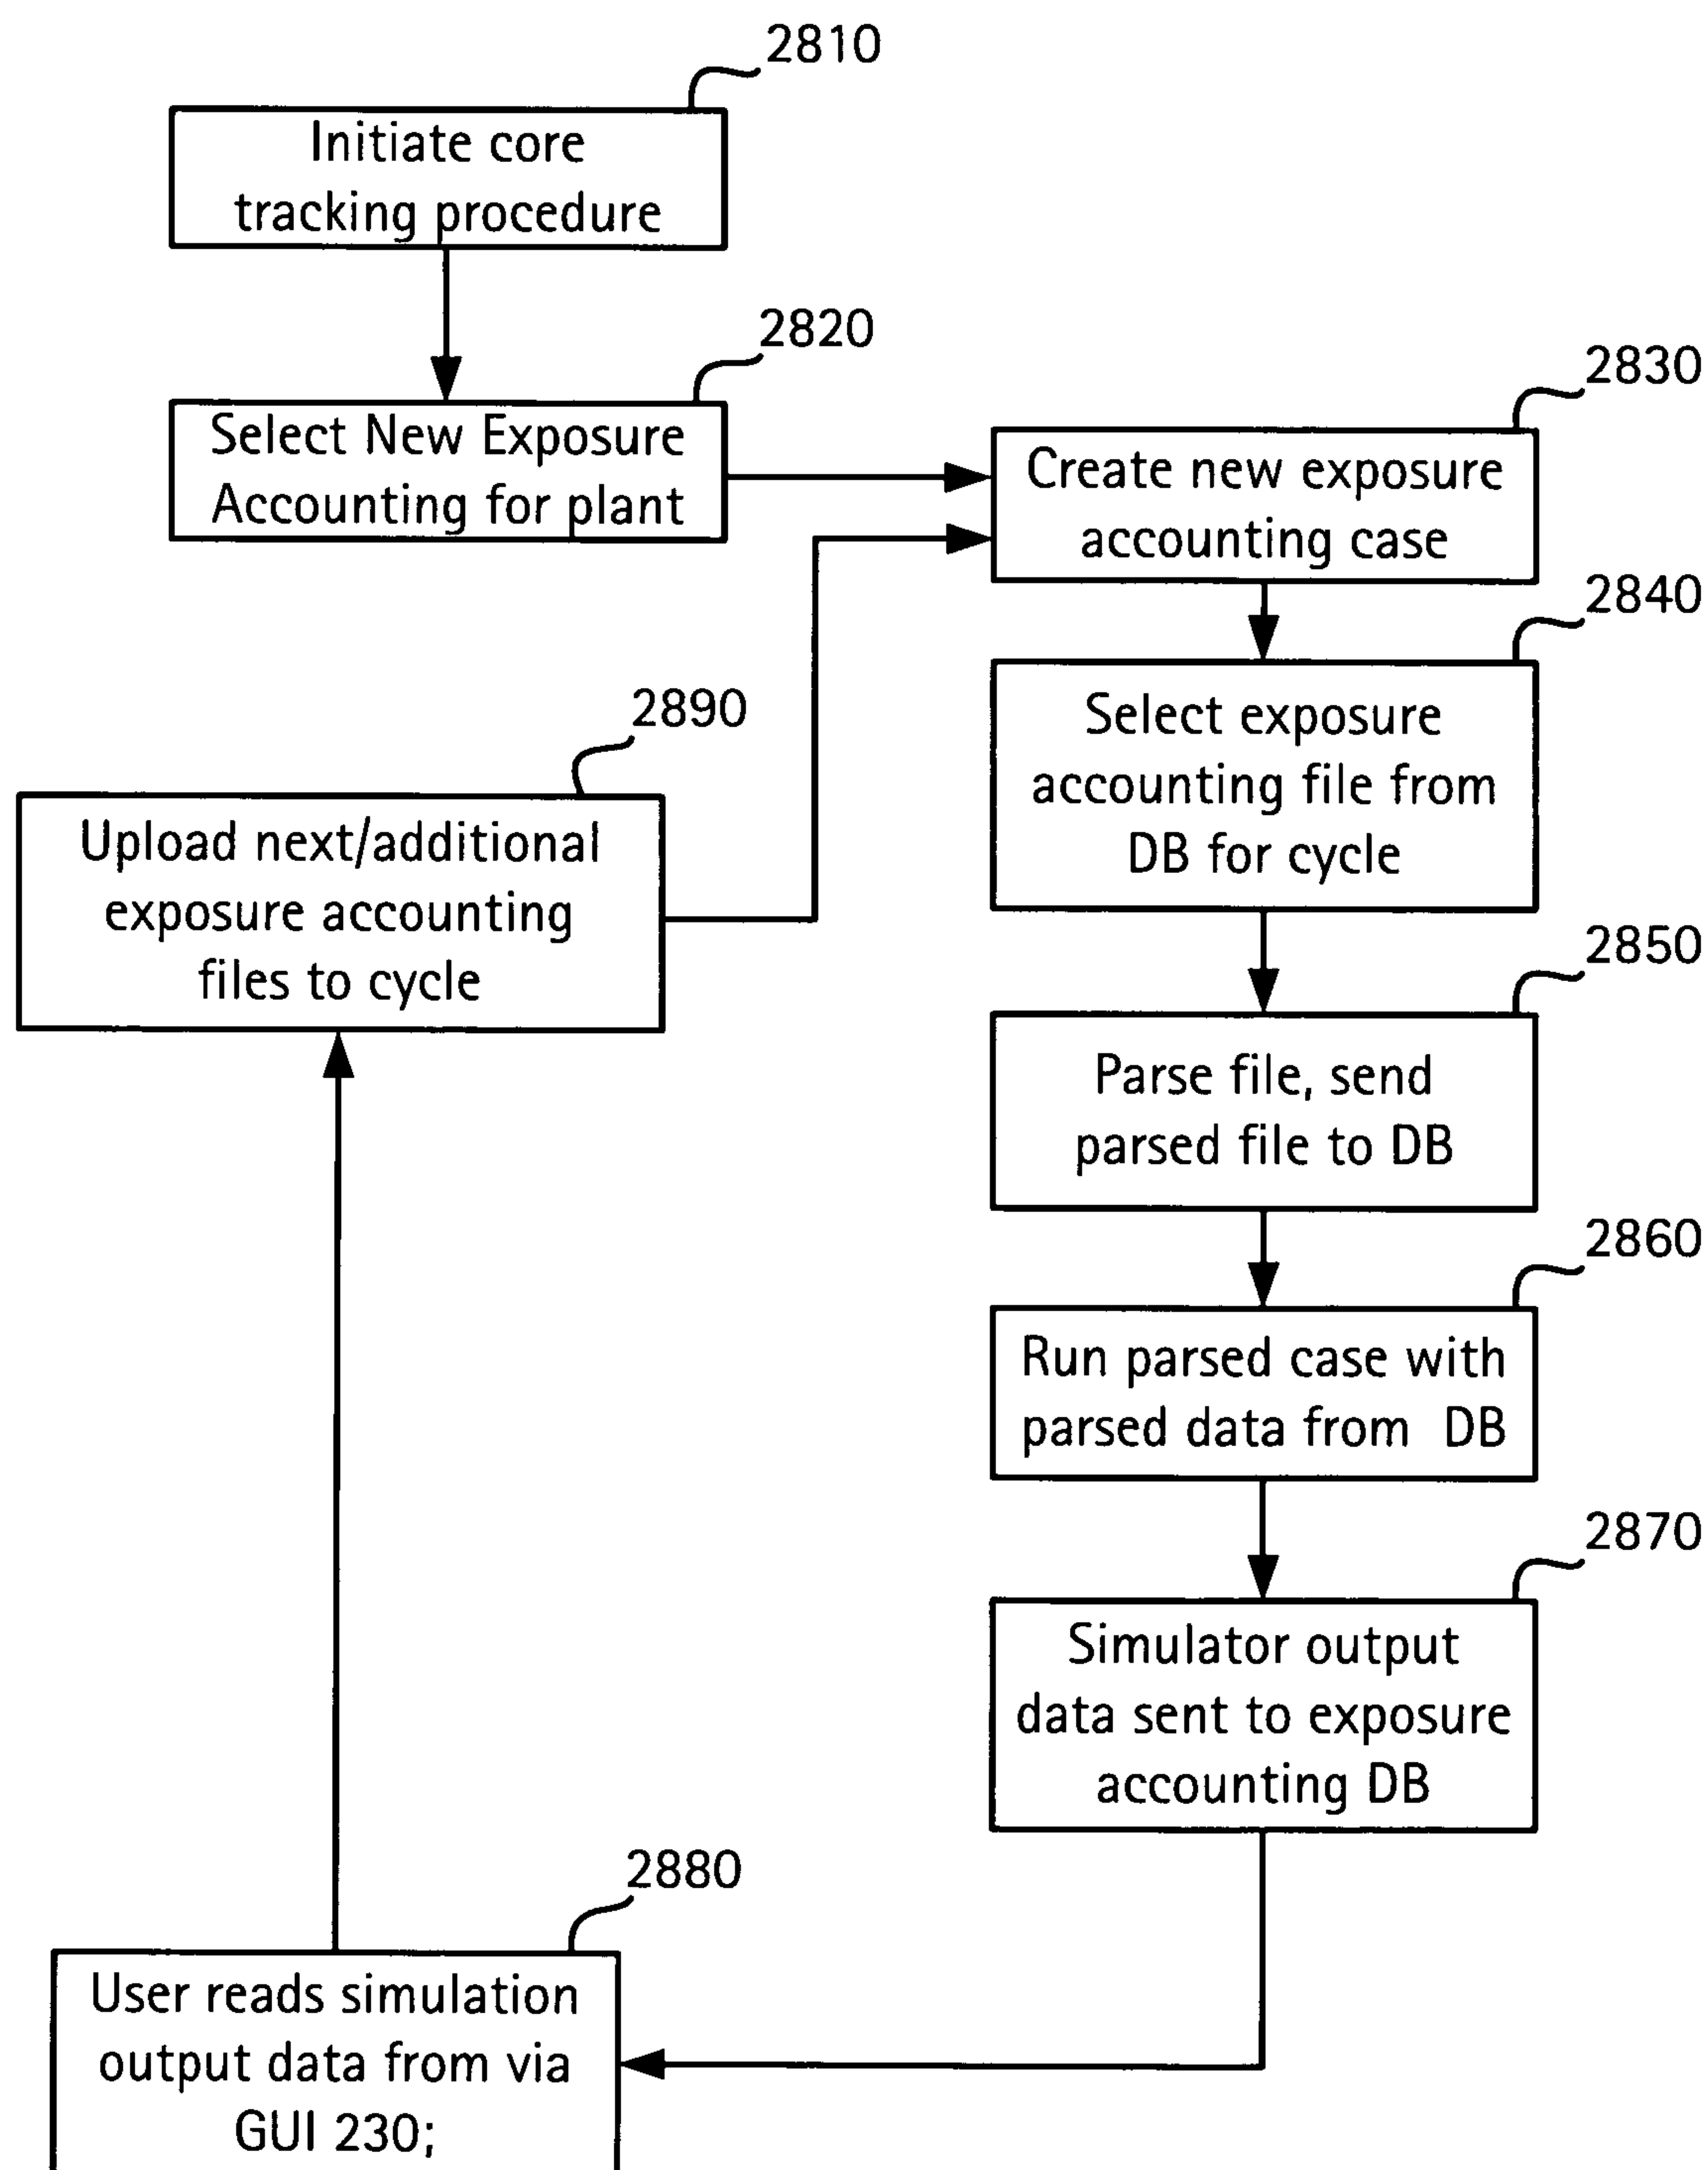 2810
Initiate core
tracking procedure
2820
Select New Exposure
Accounting for plant
2830
Create new exposure
accounting case
2840
Select exposure
accounting file from
DB for cycle
2850
Parse file, send
parsed file to DB
2860
Run parsed case with
parsed data from DB
2870
Simulator output
data sent to exposure
accounting DB
2880
User reads simulation
output data from via
GUI 230;
2890
Upload next/additional
exposure accounting
files to cycle